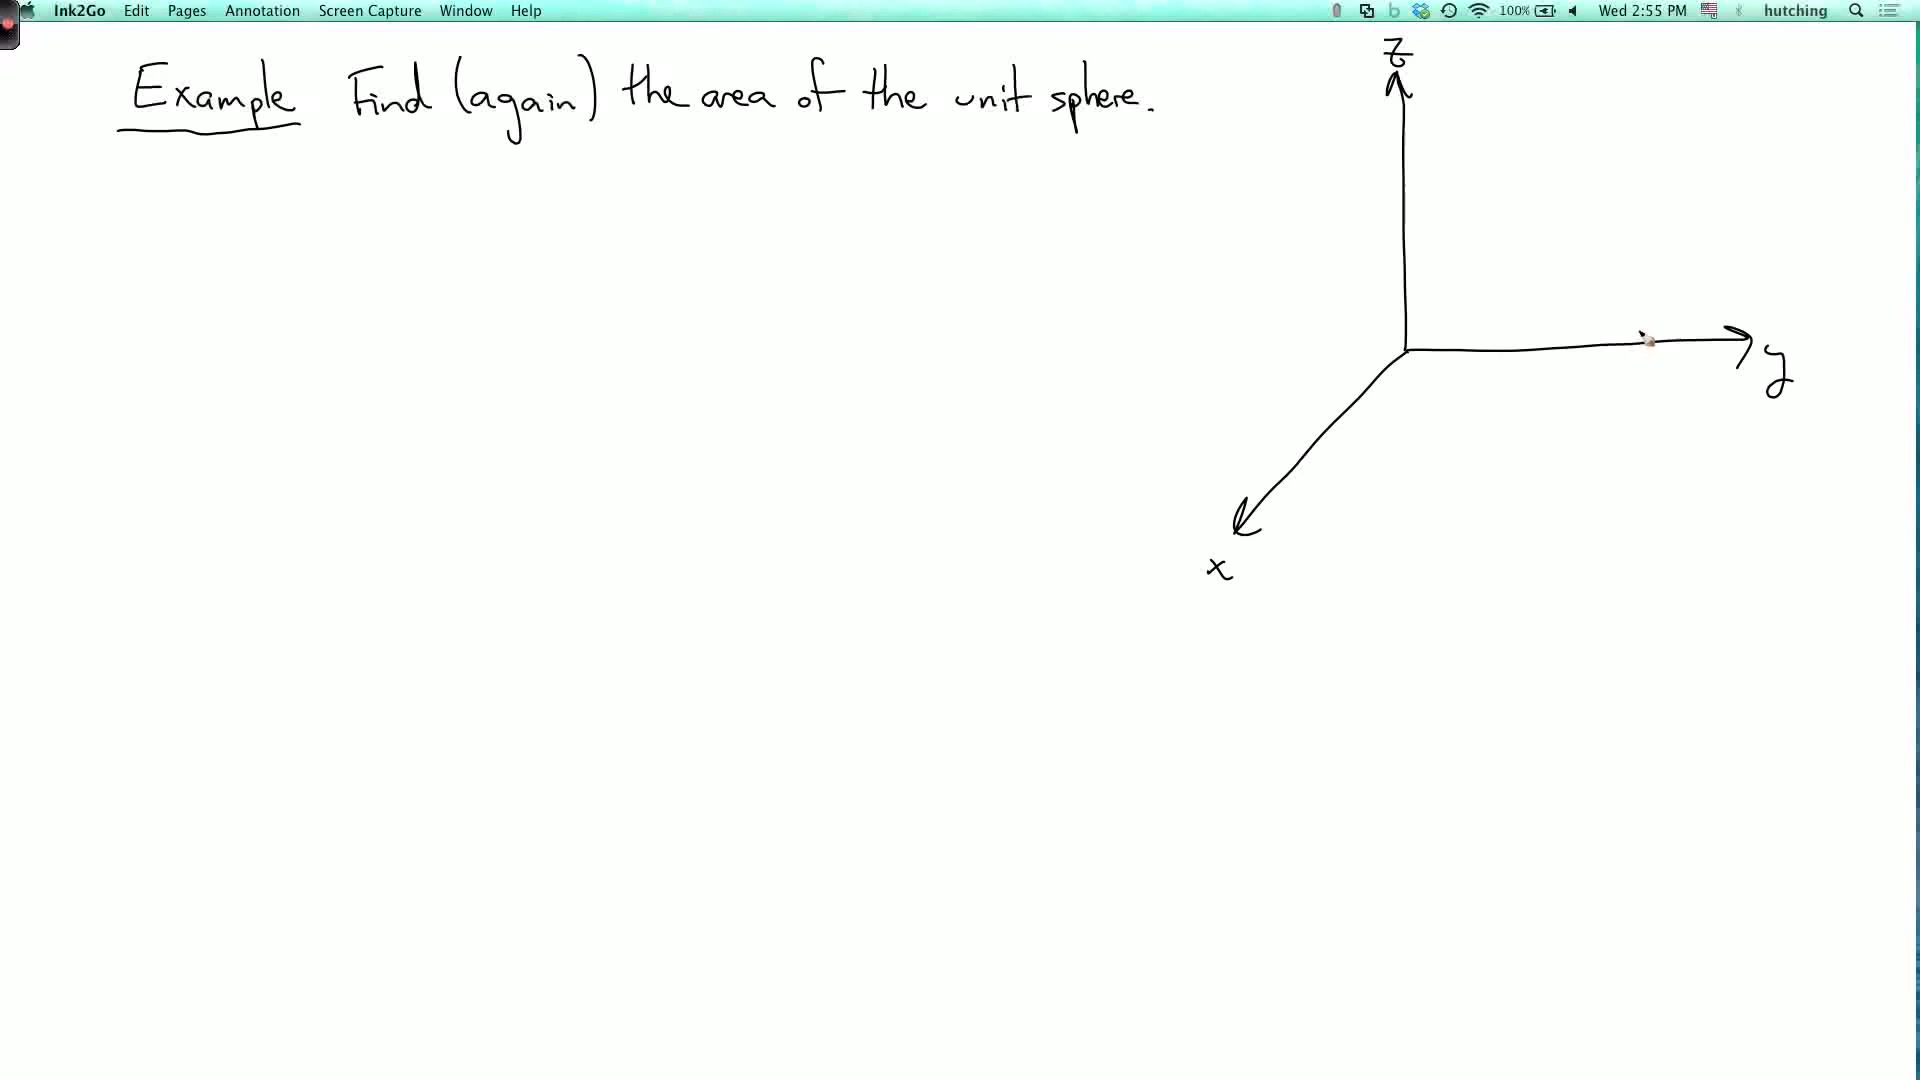 Ink2Go Edit Pages Annotation Screen Capture Window Help 100% Wed 2:55 PM hutching
Example Find (again) the area of the unit sphere.
z
y
x